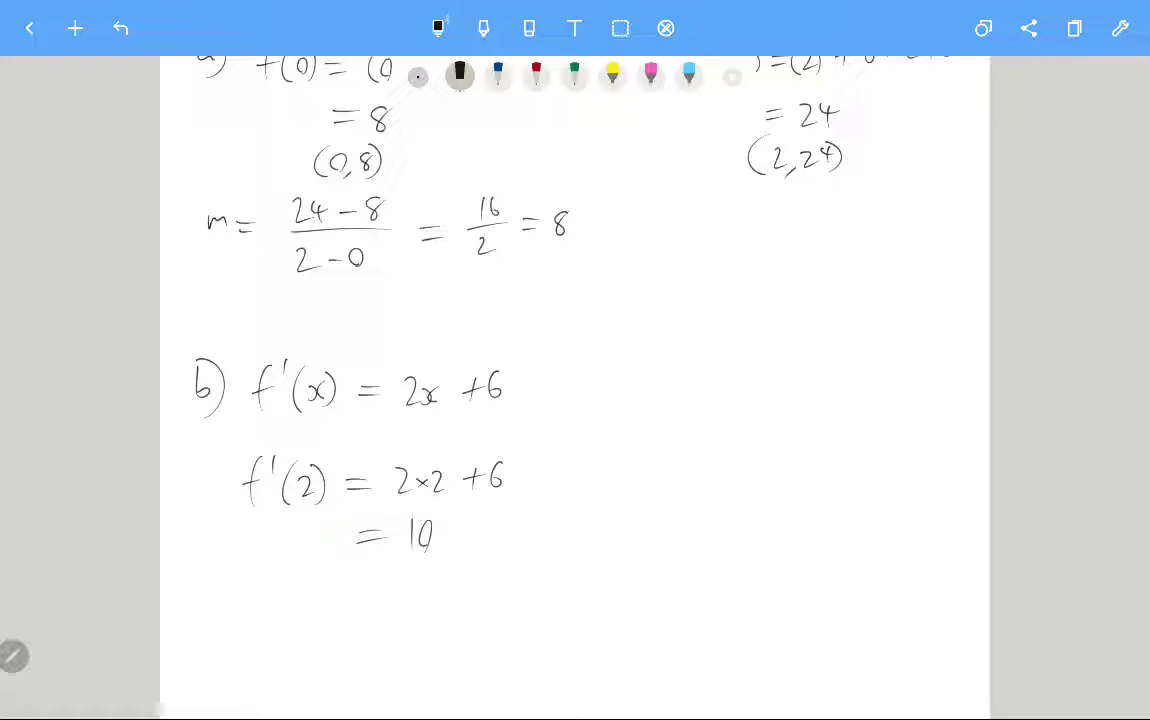 a) f(0) = (0
= 8
(0,8)
= 24
(2,24)
m = 24 - 8 / 2 - 0 = 16 / 2 = 8
b) f'(x) = 2x + 6
f'(2) = 2×2 + 6
= 10